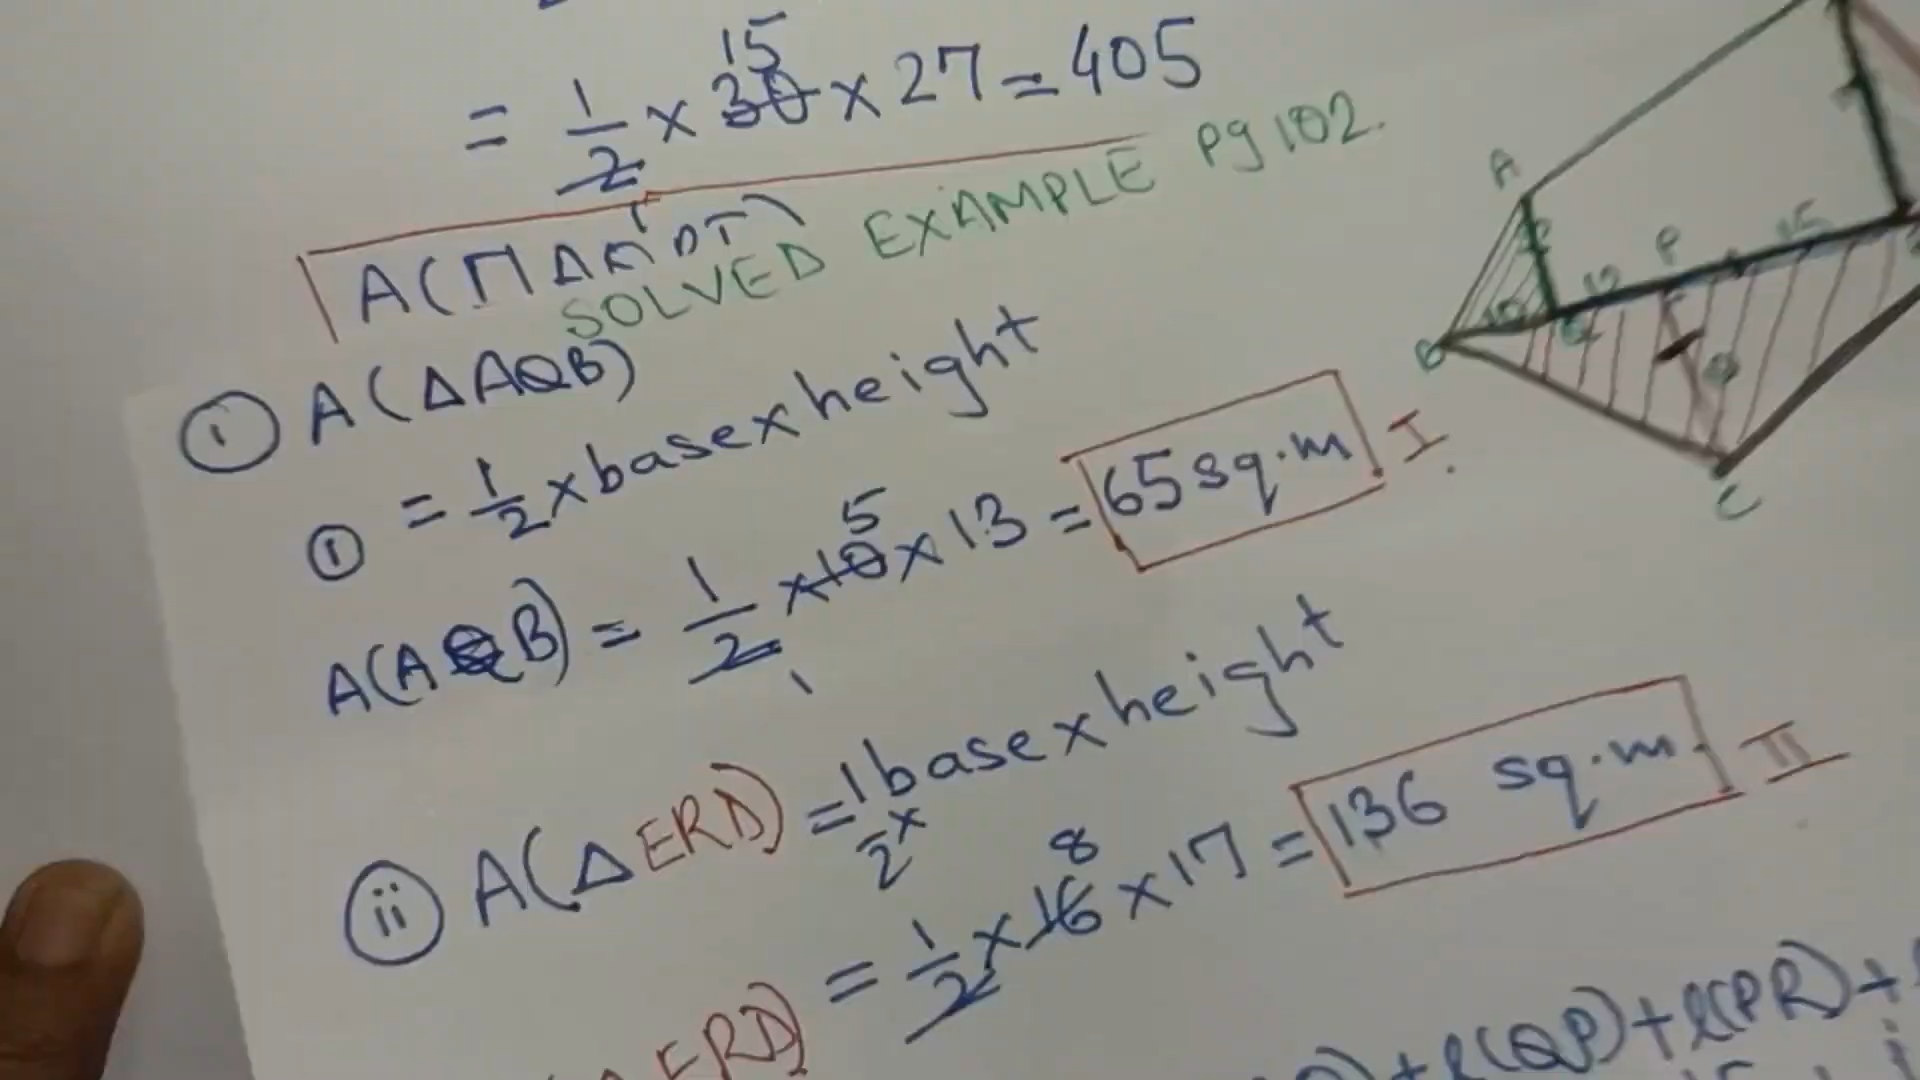 15
= 1/2 × 30 × 27 = 405
SOLVED EXAMPLE Pg 102.
i A(△AQB)
① = 1/2 × base × height
5
A(AQB) = 1/2 × 10 × 13 = 65 sq.m I.
1
ii A(△ERD) = 1/2 × base × height
8
= 1/2 × 16 × 17 = 136 sq.m. II
ERD)
+ l(QP) + l(PR) +
A
P
15
10
B
C